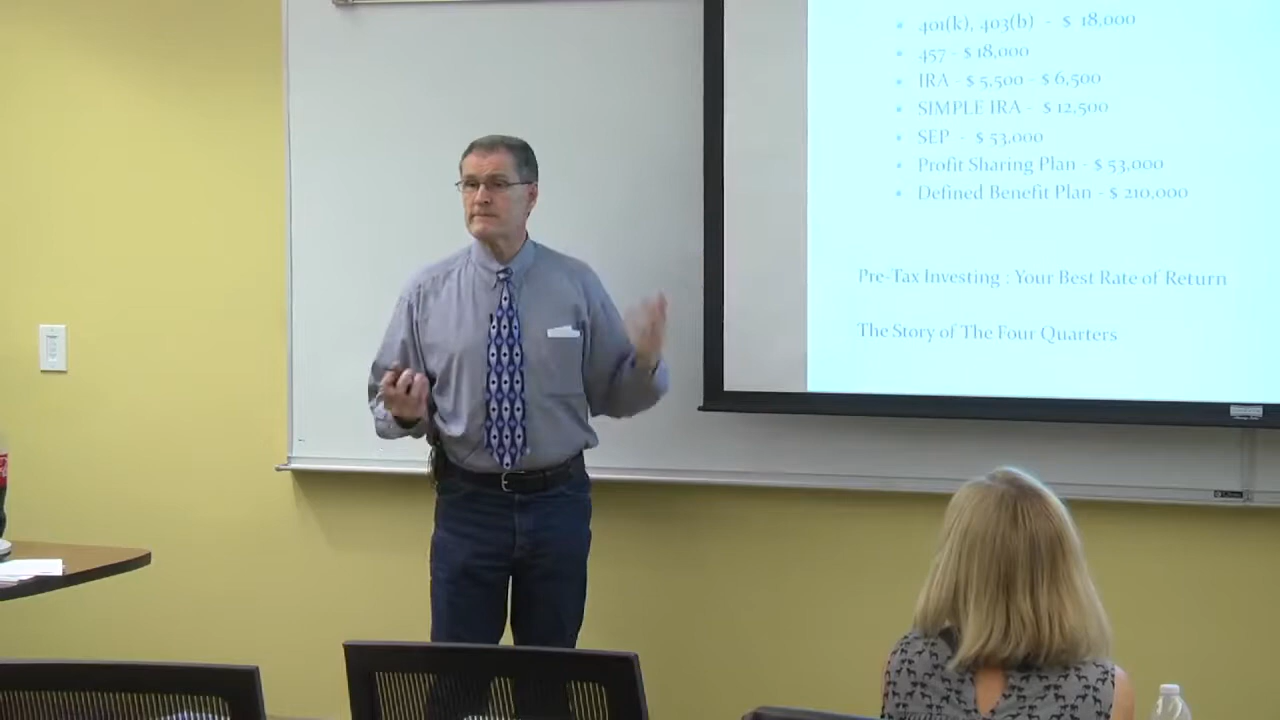 • 401(k), 403(b) - $ 18,000
• 457 - $ 18,000
• IRA - $ 5,500 - $ 6,500
• SIMPLE IRA - $ 12,500
• SEP - $ 53,000
• Profit Sharing Plan - $ 53,000
• Defined Benefit Plan - $ 210,000
Pre-Tax Investing : Your Best Rate of Return
The Story of The Four Quarters